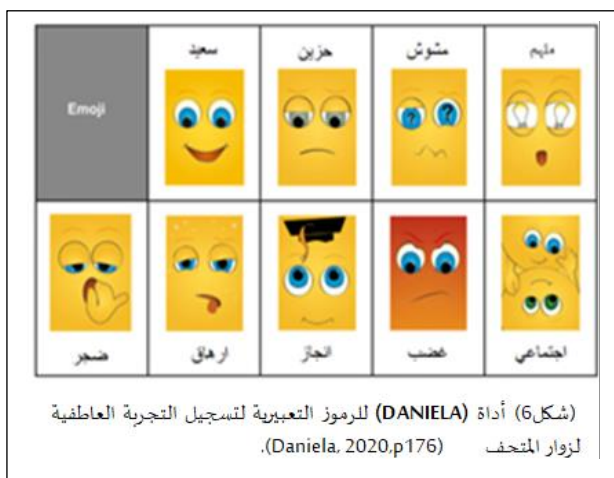 سعيد حزين مشوش ملهم
Emoji
ضجر ارهاق انجاز غضب اجتماعي
(شكل6) أداة (DANIELA) للرموز التعبيرية لتسجيل التجربة العاطفية
لزوار المتحف (Daniela, 2020,p176).